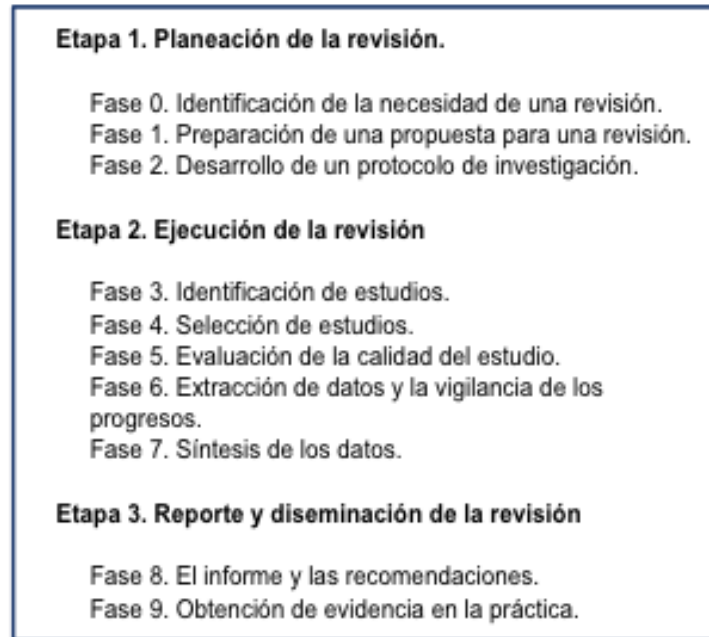 Etapa 1. Planeación de la revisión.
Fase 0. Identificación de la necesidad de una revisión.
Fase 1. Preparación de una propuesta para una revisión.
Fase 2. Desarrollo de un protocolo de investigación.
Etapa 2. Ejecución de la revisión
Fase 3. Identificación de estudios.
Fase 4. Selección de estudios.
Fase 5. Evaluación de la calidad del estudio.
Fase 6. Extracción de datos y la vigilancia de los
progresos.
Fase 7. Síntesis de los datos.
Etapa 3. Reporte y diseminación de la revisión
Fase 8. El informe y las recomendaciones.
Fase 9. Obtención de evidencia en la práctica.